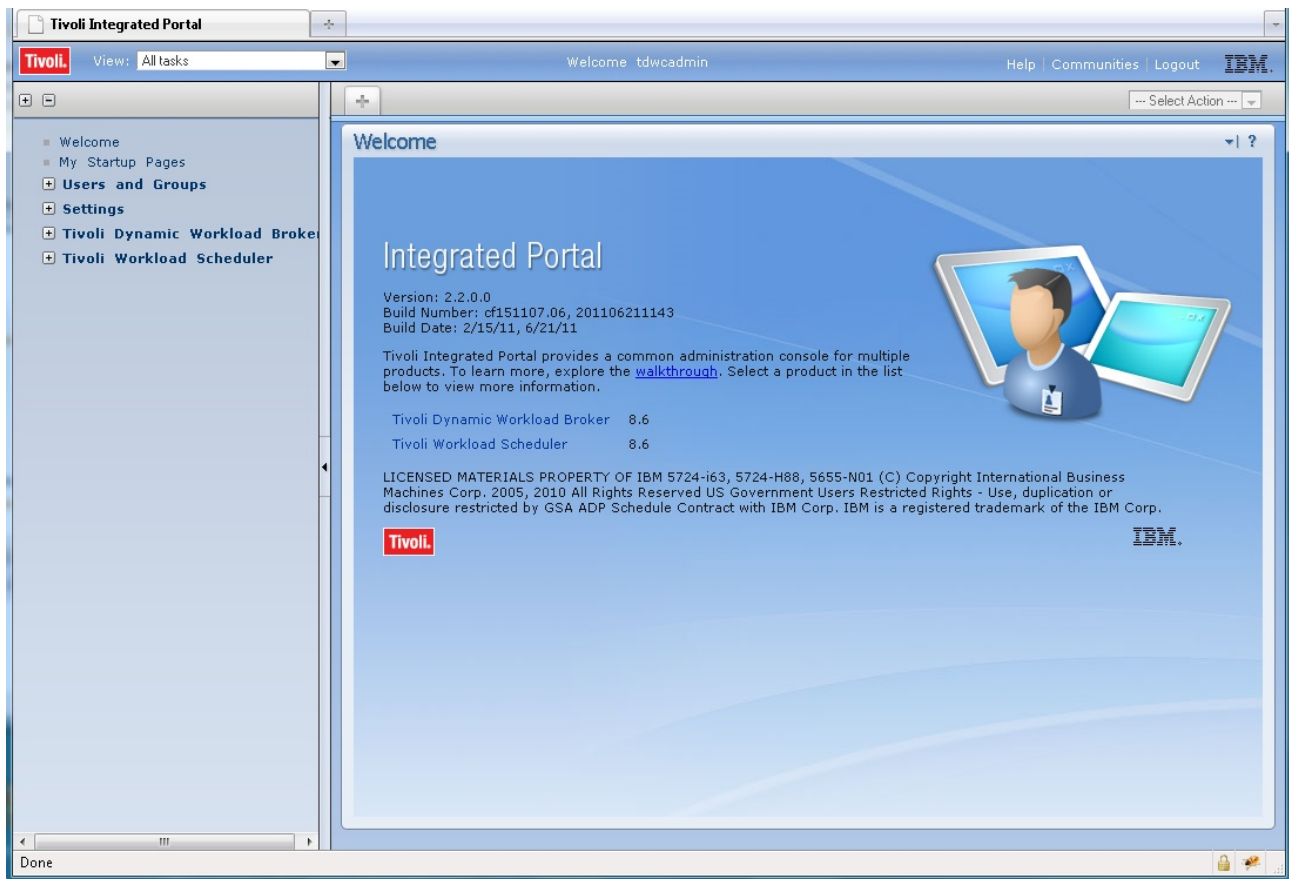 Tivoli Integrated Portal
Tivoli. View: All tasks Welcome tdwcadmin Help | Communities | Logout IBM.
--- Select Action ---
Welcome
My Startup Pages
Users and Groups
Settings
Tivoli Dynamic Workload Broker
Tivoli Workload Scheduler
Welcome ?
Integrated Portal
Version: 2.2.0.0
Build Number: cf151107.06, 201106211143
Build Date: 2/15/11, 6/21/11
Tivoli Integrated Portal provides a common administration console for multiple
products. To learn more, explore the walkthrough. Select a product in the list
below to view more information.
Tivoli Dynamic Workload Broker 8.6
Tivoli Workload Scheduler 8.6
LICENSED MATERIALS PROPERTY OF IBM 5724-i63, 5724-H88, 5655-N01 (C) Copyright International Business
Machines Corp. 2005, 2010 All Rights Reserved US Government Users Restricted Rights - Use, duplication or
disclosure restricted by GSA ADP Schedule Contract with IBM Corp. IBM is a registered trademark of the IBM Corp.
Tivoli. IBM.
Done